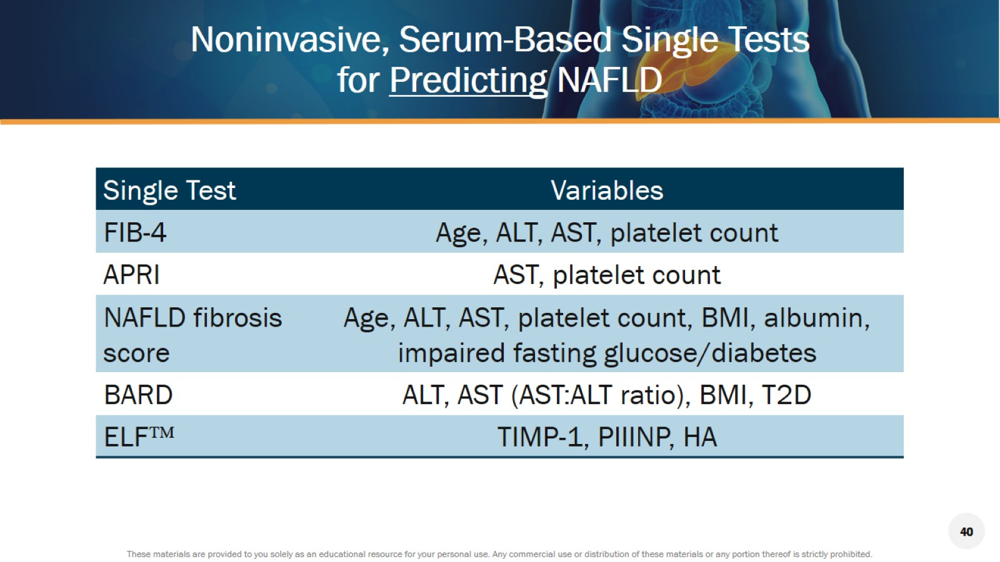 Noninvasive, Serum-Based Single Tests
for Predicting NAFLD
Single Test Variables
FIB-4 Age, ALT, AST, platelet count
APRI AST, platelet count
NAFLD fibrosis Age, ALT, AST, platelet count, BMI, albumin,
score impaired fasting glucose/diabetes
BARD ALT, AST (AST:ALT ratio), BMI, T2D
ELF™ TIMP-1, PIIINP, HA
40
These materials are provided to you solely as an educational resource for your personal use. Any commercial use or distribution of these materials or any portion thereof is strictly prohibited.